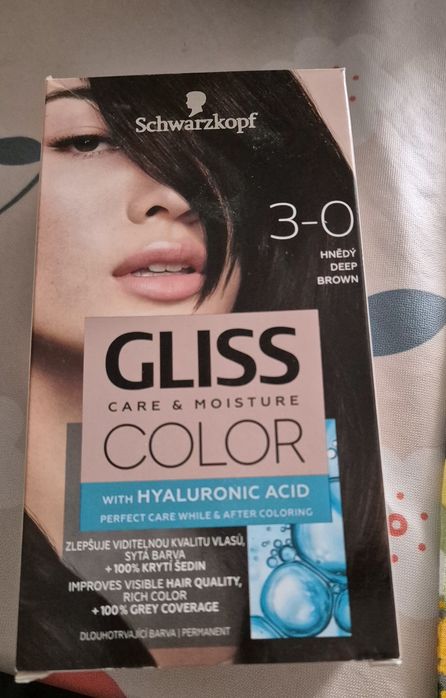 Schwarzkopf
3-0
HNĚDÝ
DEEP
BROWN
GLISS
CARE & MOISTURE
COLOR
WITH HYALURONIC ACID
PERFECT CARE WHILE & AFTER COLORING
ZLEPŠUJE VIDITELNOU KVALITU VLASŮ,
SYTÁ BARVA
+ 100% KRYTÍ ŠEDIN
IMPROVES VISIBLE HAIR QUALITY,
RICH COLOR
+ 100% GREY COVERAGE
DLOUHOTRVAJÍCÍ BARVA | PERMANENT